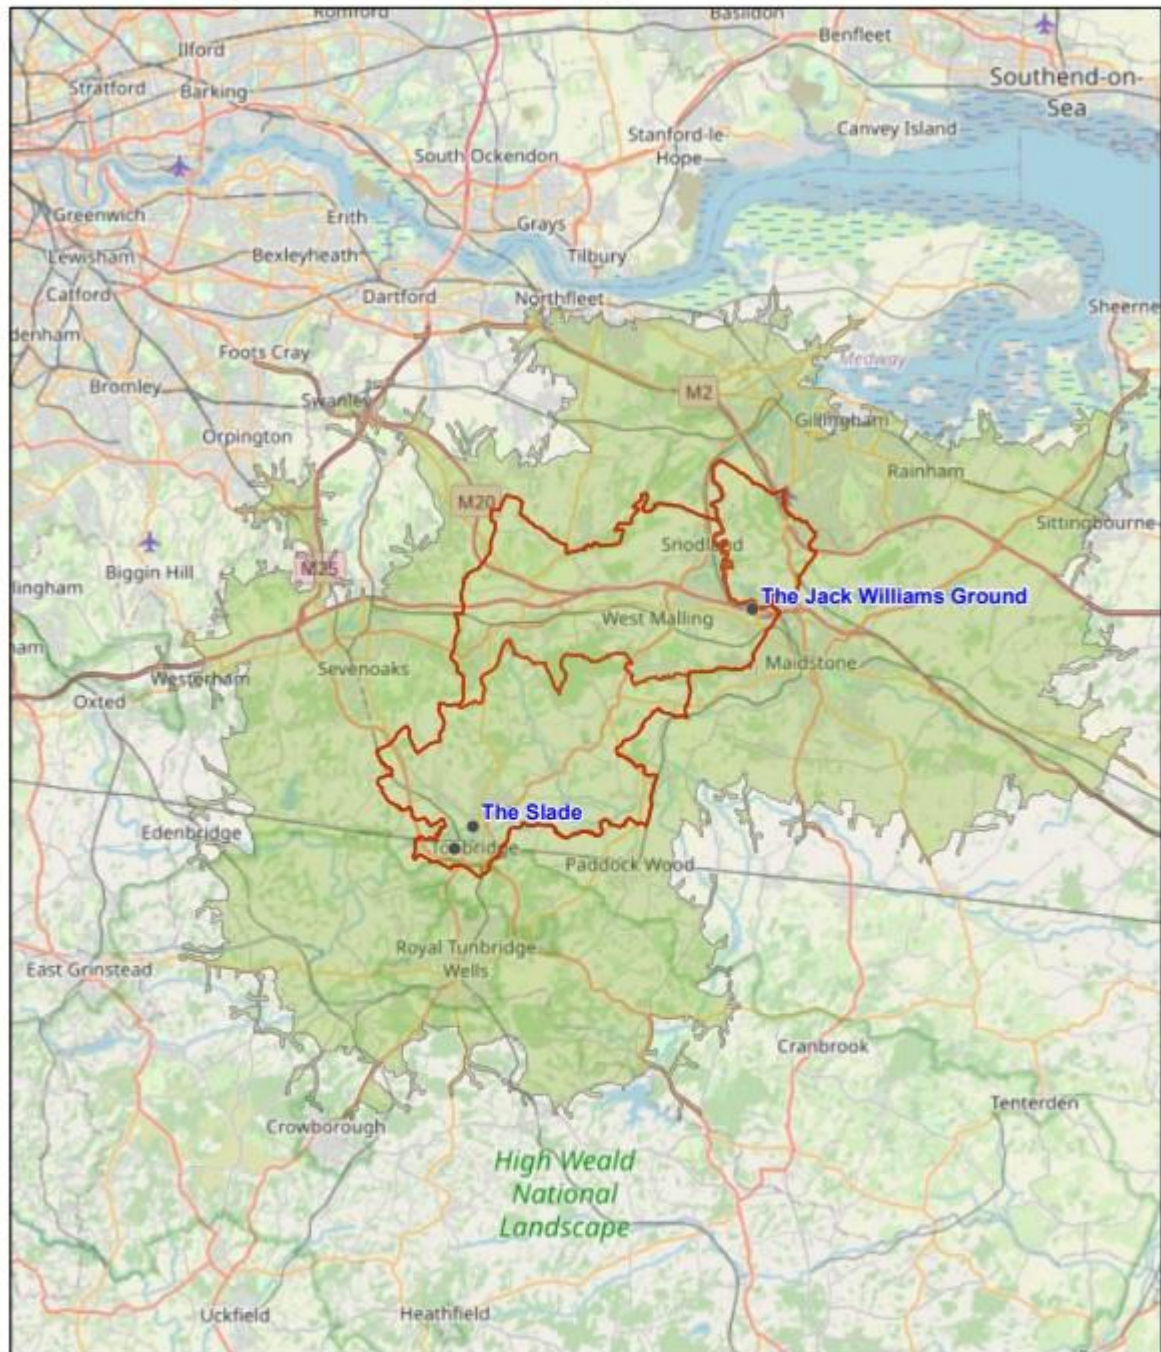 Romford
Basildon
Ilford
Benfleet
Stratford
Barking
Southend-on-
Sea
Canvey Island
Stanford-le-
Hope
South Ockendon
Greenwich
Erith
Grays
Lewisham
Bexleyheath
Tilbury
Catford
Dartford
Northfleet
Sheerne
denham
Foots Cray
Medway
Bromley
M2
Swanley
Gillingham
Orpington
Rainham
M20
Sittingbourne
Snodland
M25
Biggin Hill
llingham
The Jack Williams Ground
West Malling
Maidstone
am
Sevenoaks
Westerham
Oxted
The Slade
Edenbridge
Tonbridge
Paddock Wood
Royal Tunbridge
Wells
East Grinstead
Cranbrook
Tenterden
Crowborough
High Weald
National
Landscape
Uckfield
Heathfield